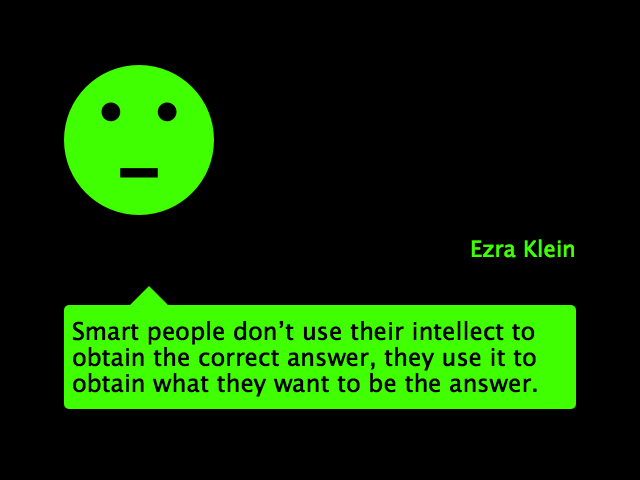 Ezra Klein
Smart people don’t use their intellect to
obtain the correct answer, they use it to
obtain what they want to be the answer.